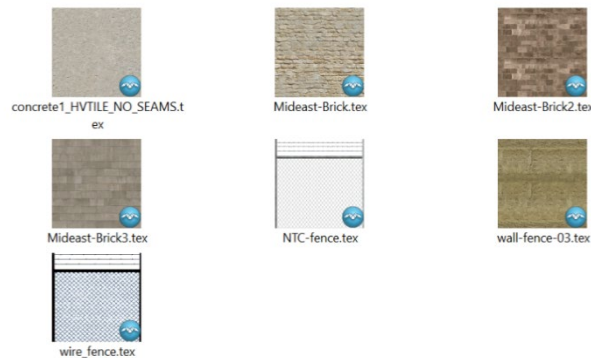 concrete1_HVTILE_NO_SEAMS.t
ex
Mideast-Brick.tex
Mideast-Brick2.tex
Mideast-Brick3.tex
NTC-fence.tex
wall-fence-03.tex
wire_fence.tex